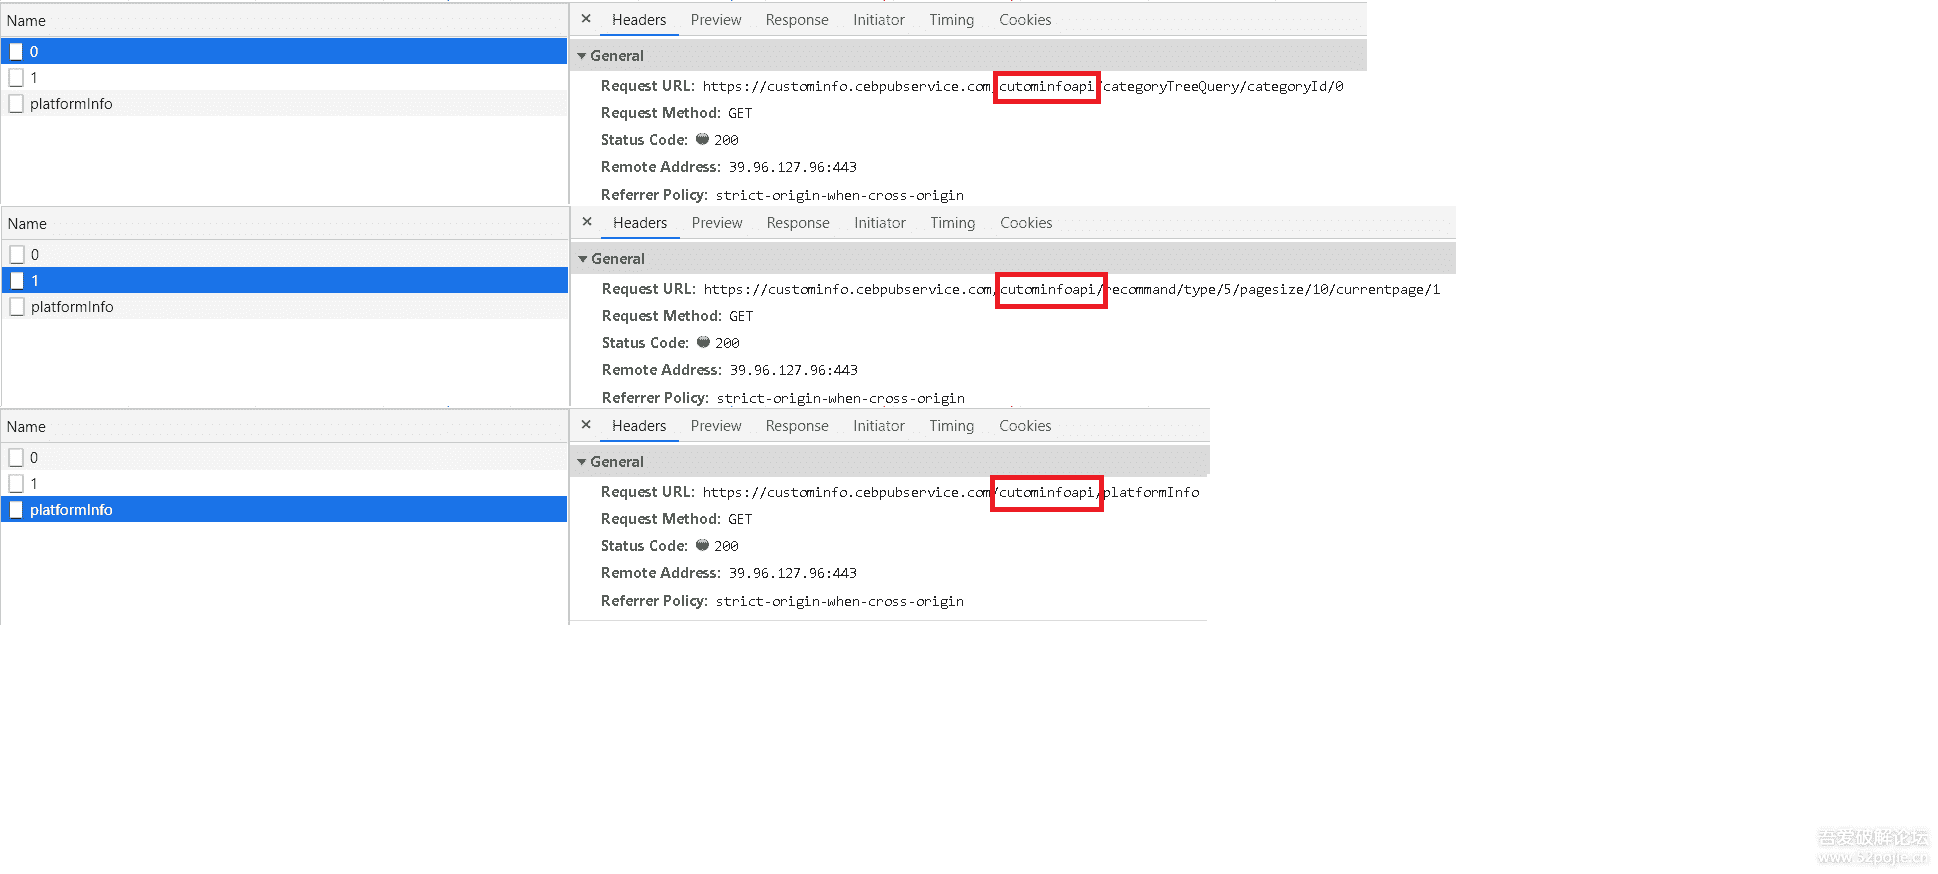 Name
0
1
platformInfo
× Headers Preview Response Initiator Timing Cookies
General
Request URL: https://custominfo.cebpubservice.com/cutominfoapi/categoryTreeQuery/categoryId/0
Request Method: GET
Status Code: 200
Remote Address: 39.96.127.96:443
Referrer Policy: strict-origin-when-cross-origin
Name
0
1
platformInfo
× Headers Preview Response Initiator Timing Cookies
General
Request URL: https://custominfo.cebpubservice.com/cutominfoapi/recommand/type/5/pagesize/10/currentpage/1
Request Method: GET
Status Code: 200
Remote Address: 39.96.127.96:443
Referrer Policy: strict-origin-when-cross-origin
Name
0
1
platformInfo
× Headers Preview Response Initiator Timing Cookies
General
Request URL: https://custominfo.cebpubservice.com/cutominfoapi/platformInfo
Request Method: GET
Status Code: 200
Remote Address: 39.96.127.96:443
Referrer Policy: strict-origin-when-cross-origin
吾爱破解论坛
www.52pojie.cn